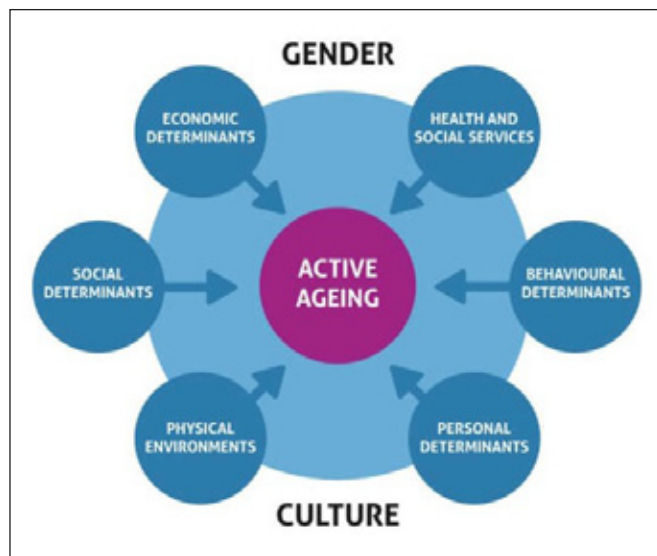 GENDER
ECONOMIC
DETERMINANTS
HEALTH AND
SOCIAL SERVICES
SOCIAL
DETERMINANTS
ACTIVE
AGEING
BEHAVIOURAL
DETERMINANTS
PHYSICAL
ENVIRONMENTS
PERSONAL
DETERMINANTS
CULTURE